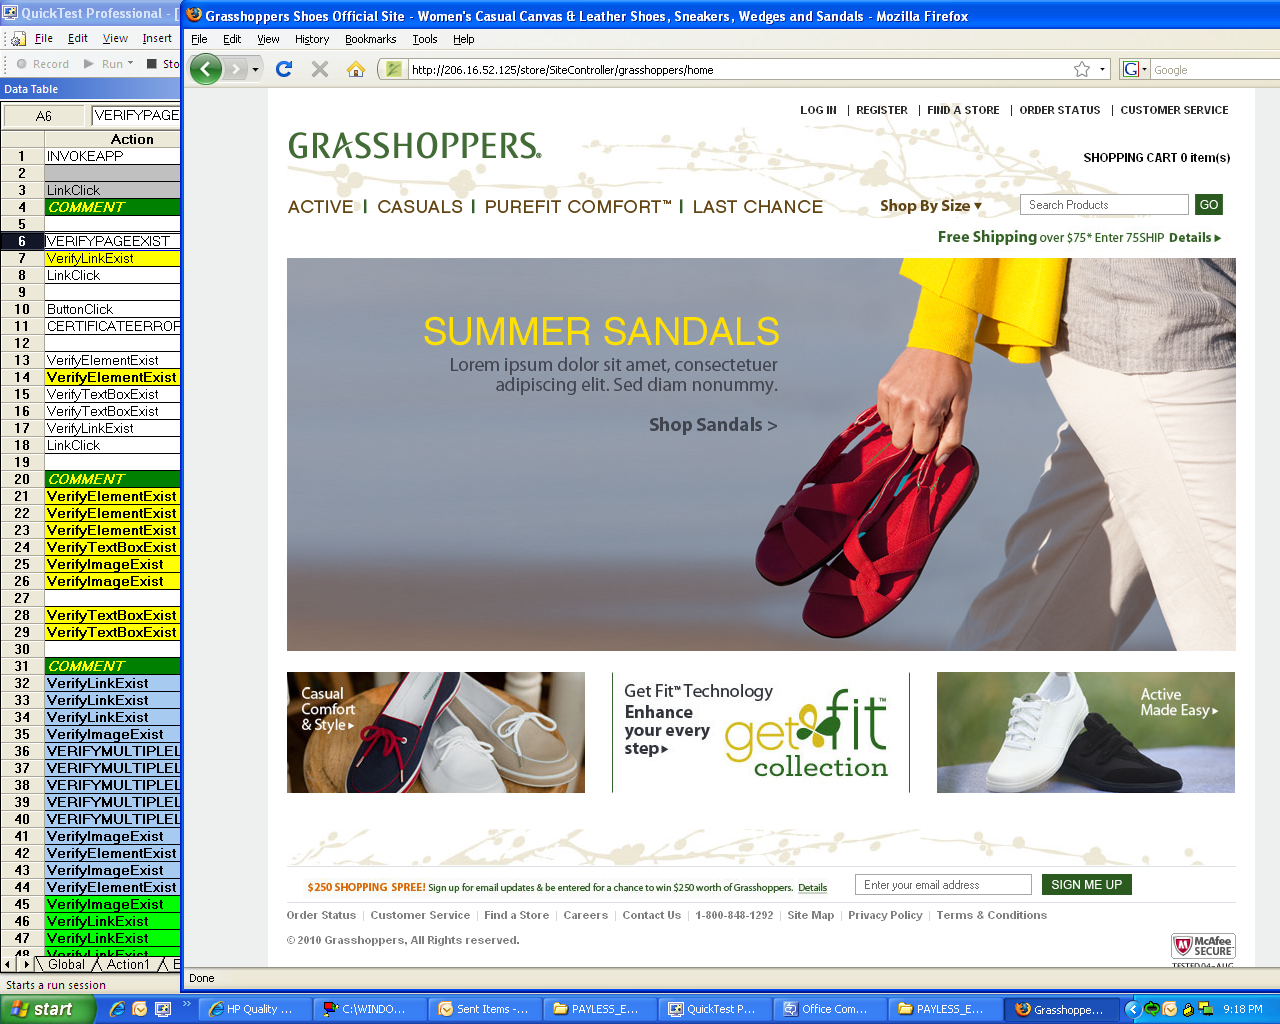 QuickTest Professional - [
File Edit View Insert
Record Run Sto
Data Table
A6 VERIFYPAGE
Action
1 INVOKEAPP
2
3 LinkClick
4 COMMENT
5
6 VERIFYPAGEEXIST
7 VerifyLinkExist
8 LinkClick
9
10 ButtonClick
11 CERTIFICATEERROR
12
13 VerifyElementExist
14 VerifyElementExist
15 VerifyTextBoxExist
16 VerifyTextBoxExist
17 VerifyLinkExist
18 LinkClick
19
20 COMMENT
21 VerifyElementExist
22 VerifyElementExist
23 VerifyElementExist
24 VerifyTextBoxExist
25 VerifyImageExist
26 VerifyImageExist
27
28 VerifyTextBoxExist
29 VerifyTextBoxExist
30
31 COMMENT
32 VerifyLinkExist
33 VerifyLinkExist
34 VerifyLinkExist
35 VerifyImageExist
36 VERIFYMULTIPLEL
37 VERIFYMULTIPLEL
38 VERIFYMULTIPLEL
39 VERIFYMULTIPLEL
40 VERIFYMULTIPLEL
41 VerifyImageExist
42 VerifyElementExist
43 VerifyImageExist
44 VerifyElementExist
45 VerifyImageExist
46 VerifyLinkExist
47 VerifyLinkExist
48 VerifyLinkExist
Global Action1 E
Starts a run session
Grasshoppers Shoes Official Site - Women's Casual Canvas & Leather Shoes, Sneakers, Wedges and Sandals - Mozilla Firefox
File Edit View History Bookmarks Tools Help
http://206.16.52.125/store/SiteController/grasshoppers/home
G Google
LOG IN | REGISTER | FIND A STORE | ORDER STATUS | CUSTOMER SERVICE
GRASSHOPPERS®
SHOPPING CART 0 item(s)
ACTIVE | CASUALS | PUREFIT COMFORT™ | LAST CHANCE
Shop By Size
Search Products GO
Free Shipping over $75* Enter 75SHIP Details
SUMMER SANDALS
Lorem ipsum dolor sit amet, consectetuer
adipiscing elit. Sed diam nonummy.
Shop Sandals >
Casual
Comfort
& Style
Get Fit™ Technology
Enhance
your every
step
get fit™
collection
Active
Made Easy
$250 SHOPPING SPREE! Sign up for email updates & be entered for a chance to win $250 worth of Grasshoppers. Details
Enter your email address SIGN ME UP
Order Status | Customer Service | Find a Store | Careers | Contact Us | 1-800-848-1292 | Site Map | Privacy Policy | Terms & Conditions
© 2010 Grasshoppers, All Rights reserved.
McAfee
SECURE
TESTED 04-AUG
Done
start
HP Quality ...
C:\WINDO...
Sent Items -...
PAYLESS_E...
QuickTest P...
Office Com...
PAYLESS_E...
Grasshoppe...
9:18 PM